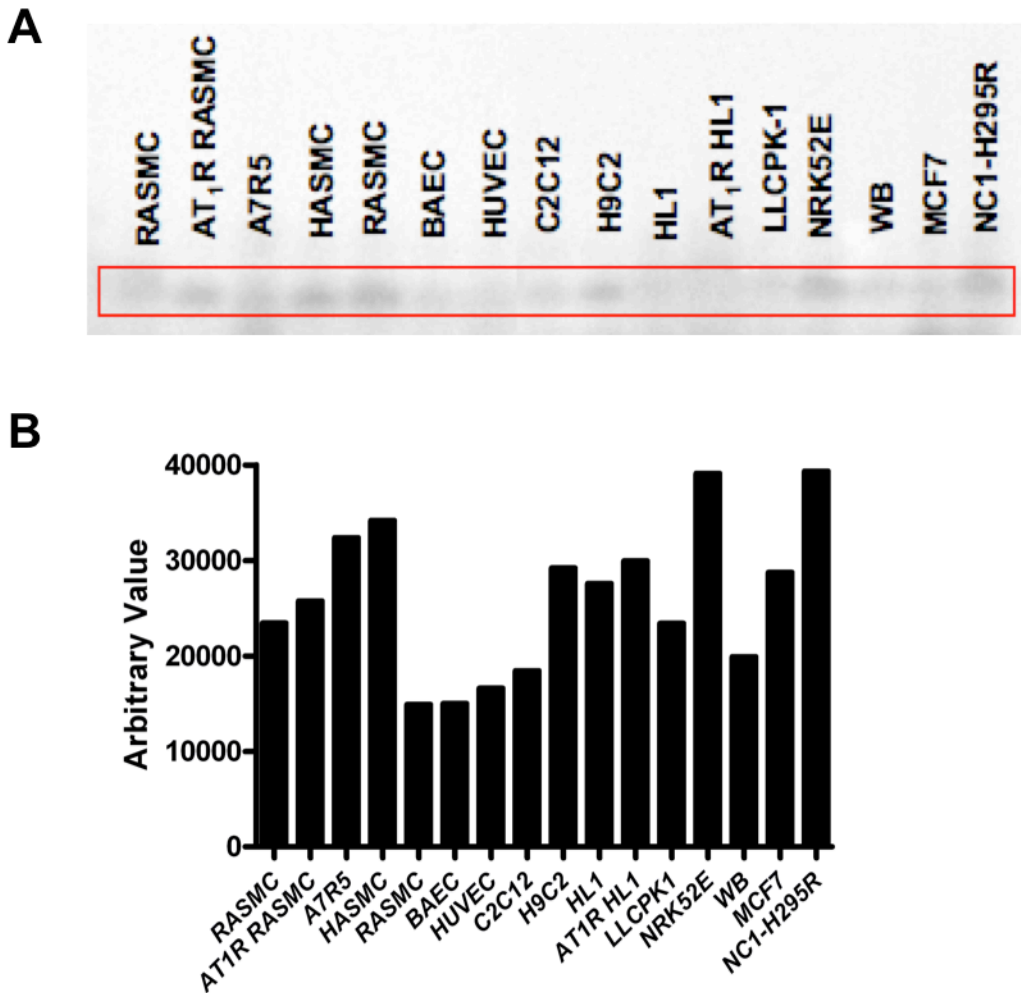 A
RASMC
AT₁R RASMC
A7R5
HASMC
RASMC
BAEC
HUVEC
C2C12
H9C2
HL1
AT₁R HL1
LLCPK-1
NRK52E
WB
MCF7
NC1-H295R
B
Arbitrary Value
40000
30000
20000
10000
0
RASMC
AT1R RASMC
A7R5
HASMC
RASMC
BAEC
HUVEC
C2C12
H9C2
HL1
AT1R HL1
LLCPK1
NRK52E
WB
MCF7
NC1-H295R